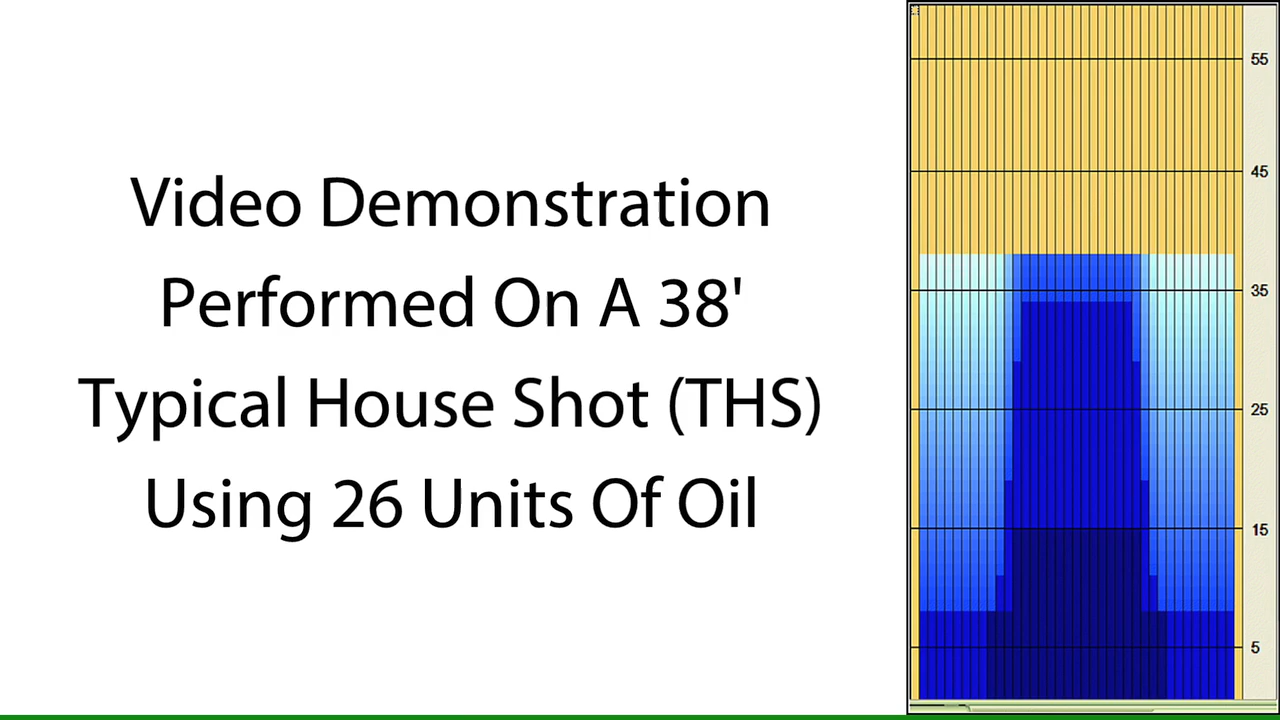 Video Demonstration
Performed On A 38'
Typical House Shot (THS)
Using 26 Units Of Oil
55
45
35
25
15
5